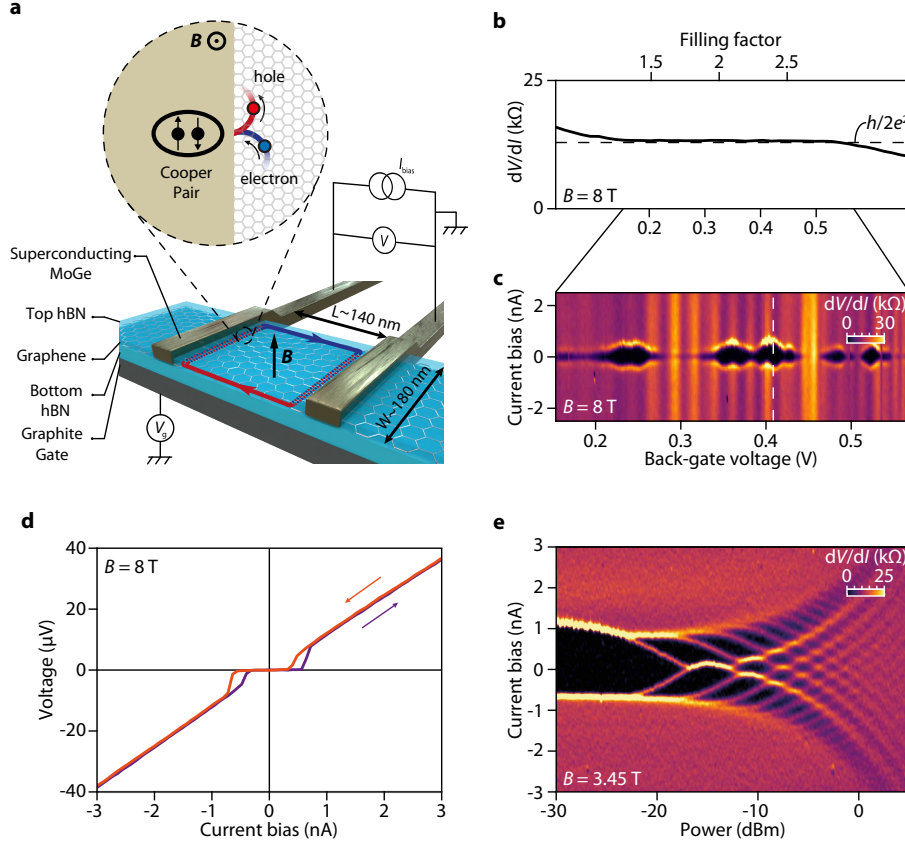 a
B
hole
electron
Cooper
Pair
I bias
V
Superconducting
MoGe
Top hBN
Graphene
Bottom
hBN
Graphite
Gate
Vg
L~140 nm
B
W~180 nm
b
Filling factor
1.5 2 2.5
dV/dI (kΩ)
25
0
h/2e²
B = 8 T
0.2 0.3 0.4 0.5
c
Current bias (nA)
2
0
-2
dV/dI (kΩ)
0 30
B = 8 T
0.2 0.3 0.4 0.5
Back-gate voltage (V)
d
Voltage (μV)
40
20
0
-20
-40
B = 8 T
-3 -2 -1 0 1 2 3
Current bias (nA)
e
Current bias (nA)
3
2
1
0
-1
-2
-3
dV/dI (kΩ)
0 25
B = 3.45 T
-30 -20 -10 0
Power (dBm)